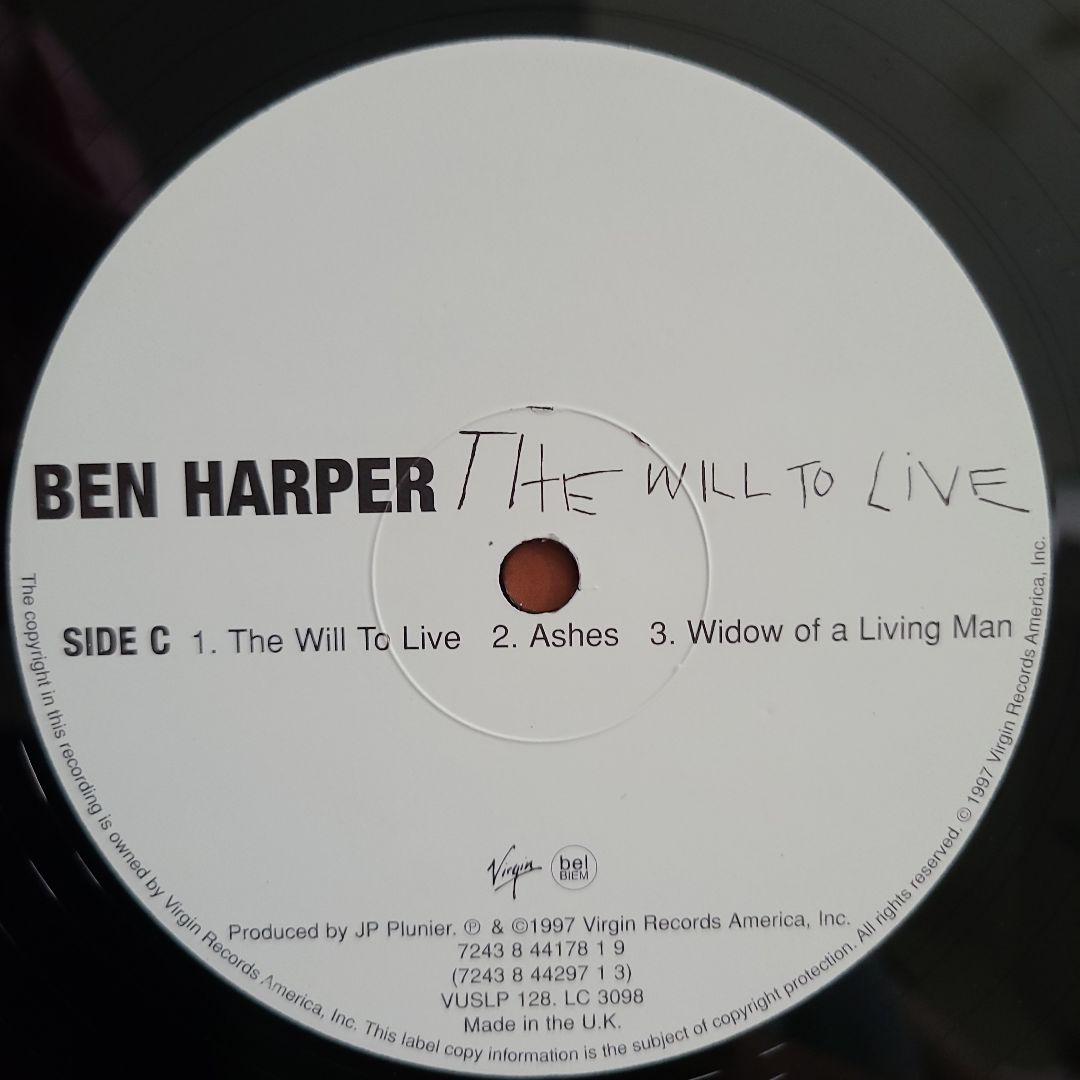 BEN HARPER THE WILL TO LiVE
SIDE C 1. The Will To Live 2. Ashes 3. Widow of a Living Man
Virgin bel BIEM
Produced by JP Plunier. ℗ & ©1997 Virgin Records America, Inc.
7243 8 44178 1 9
(7243 8 44297 1 3)
VUSLP 128. LC 3098
Made in the U.K.
The copyright in this recording is owned by Virgin Records America, Inc. This label copy information is the subject of copyright protection. All rights reserved. © 1997 Virgin Records America, Inc.